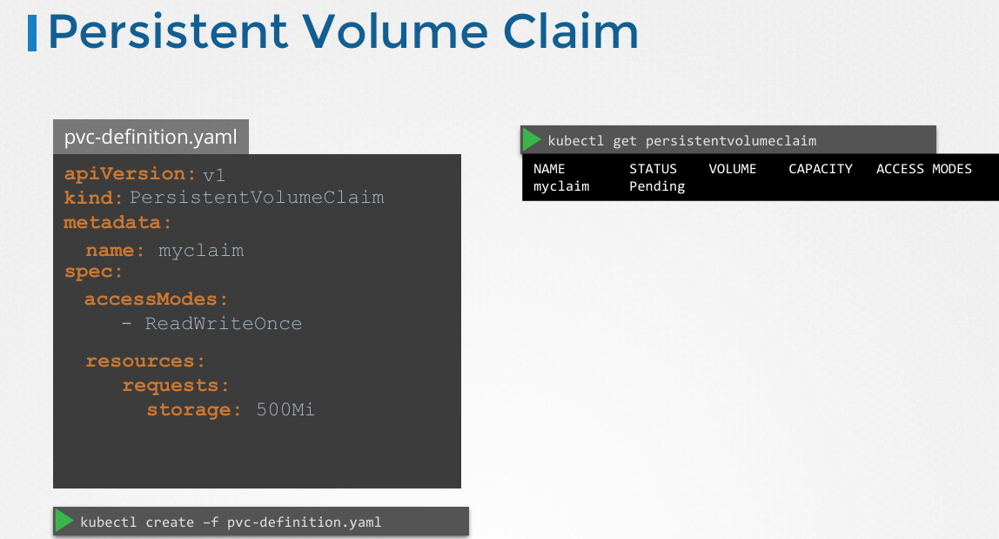 Persistent Volume Claim
pvc-definition.yaml
apiVersion: v1
kind: PersistentVolumeClaim
metadata:
name: myclaim
spec:
accessModes:
- ReadWriteOnce
resources:
requests:
storage: 500Mi
kubectl create –f pvc-definition.yaml
kubectl get persistentvolumeclaim
NAME STATUS VOLUME CAPACITY ACCESS MODES
myclaim Pending